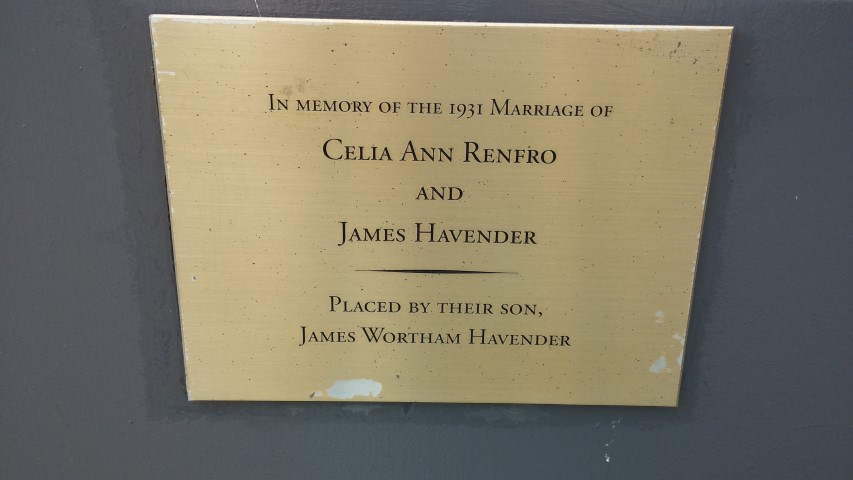 In memory of the 1931 Marriage of
Celia Ann Renfro
and
James Havender
Placed by their son,
James Wortham Havender